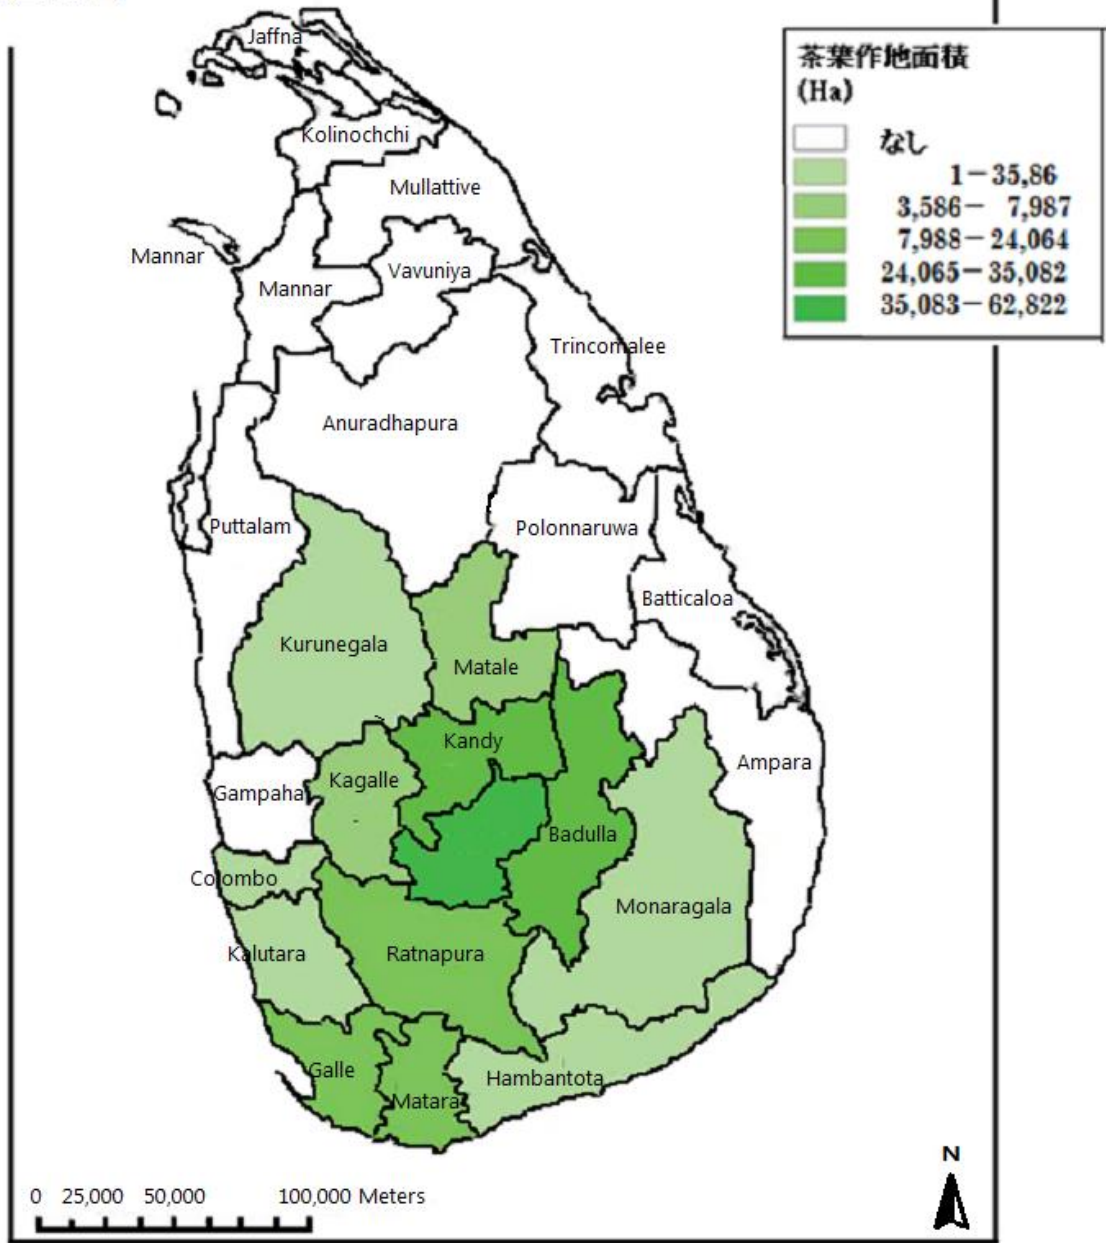 Jaffna
茶葉作地面積
(Ha)
なし
1－35,86
3,586－ 7,987
7,988－24,064
24,065－35,082
35,083－62,822
Kolinochchi
Mullattive
Mannar
Vavuniya
Mannar
Trincomalee
Anuradhapura
Puttalam
Polonnaruwa
Batticaloa
Kurunegala
Matale
Kandy
Ampara
Kagalle
Gampaha
Badulla
Colombo
Monaragala
Kalutara
Ratnapura
Galle
Hambantota
Matara
N
0 25,000 50,000 100,000 Meters